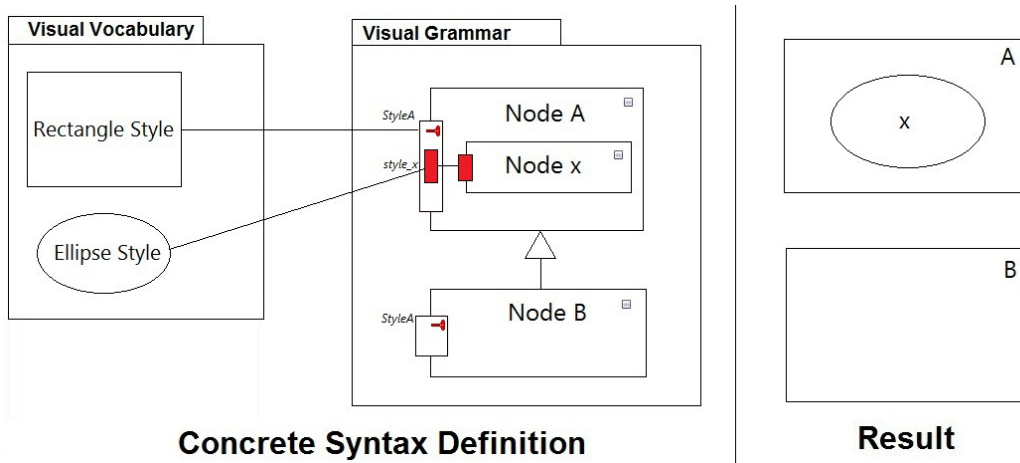 Visual Vocabulary
Rectangle Style
Ellipse Style
Visual Grammar
StyleA
Node A
style_x
Node x
StyleA
Node B
Concrete Syntax Definition
A
x
B
Result